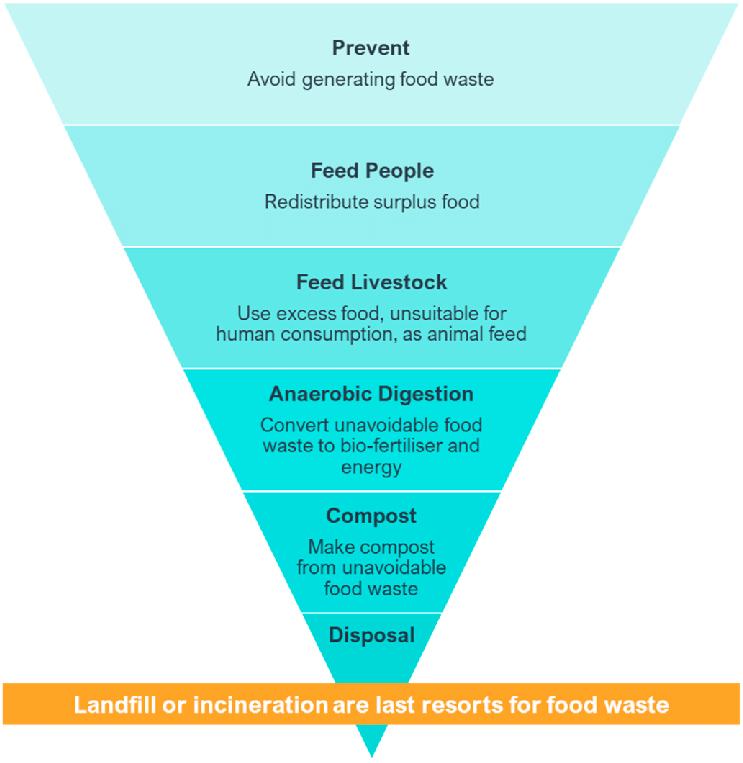 Prevent
Avoid generating food waste
Feed People
Redistribute surplus food
Feed Livestock
Use excess food, unsuitable for
human consumption, as animal feed
Anaerobic Digestion
Convert unavoidable food
waste to bio-fertiliser and
energy
Compost
Make compost
from unavoidable
food waste
Disposal
Landfill or incineration are last resorts for food waste